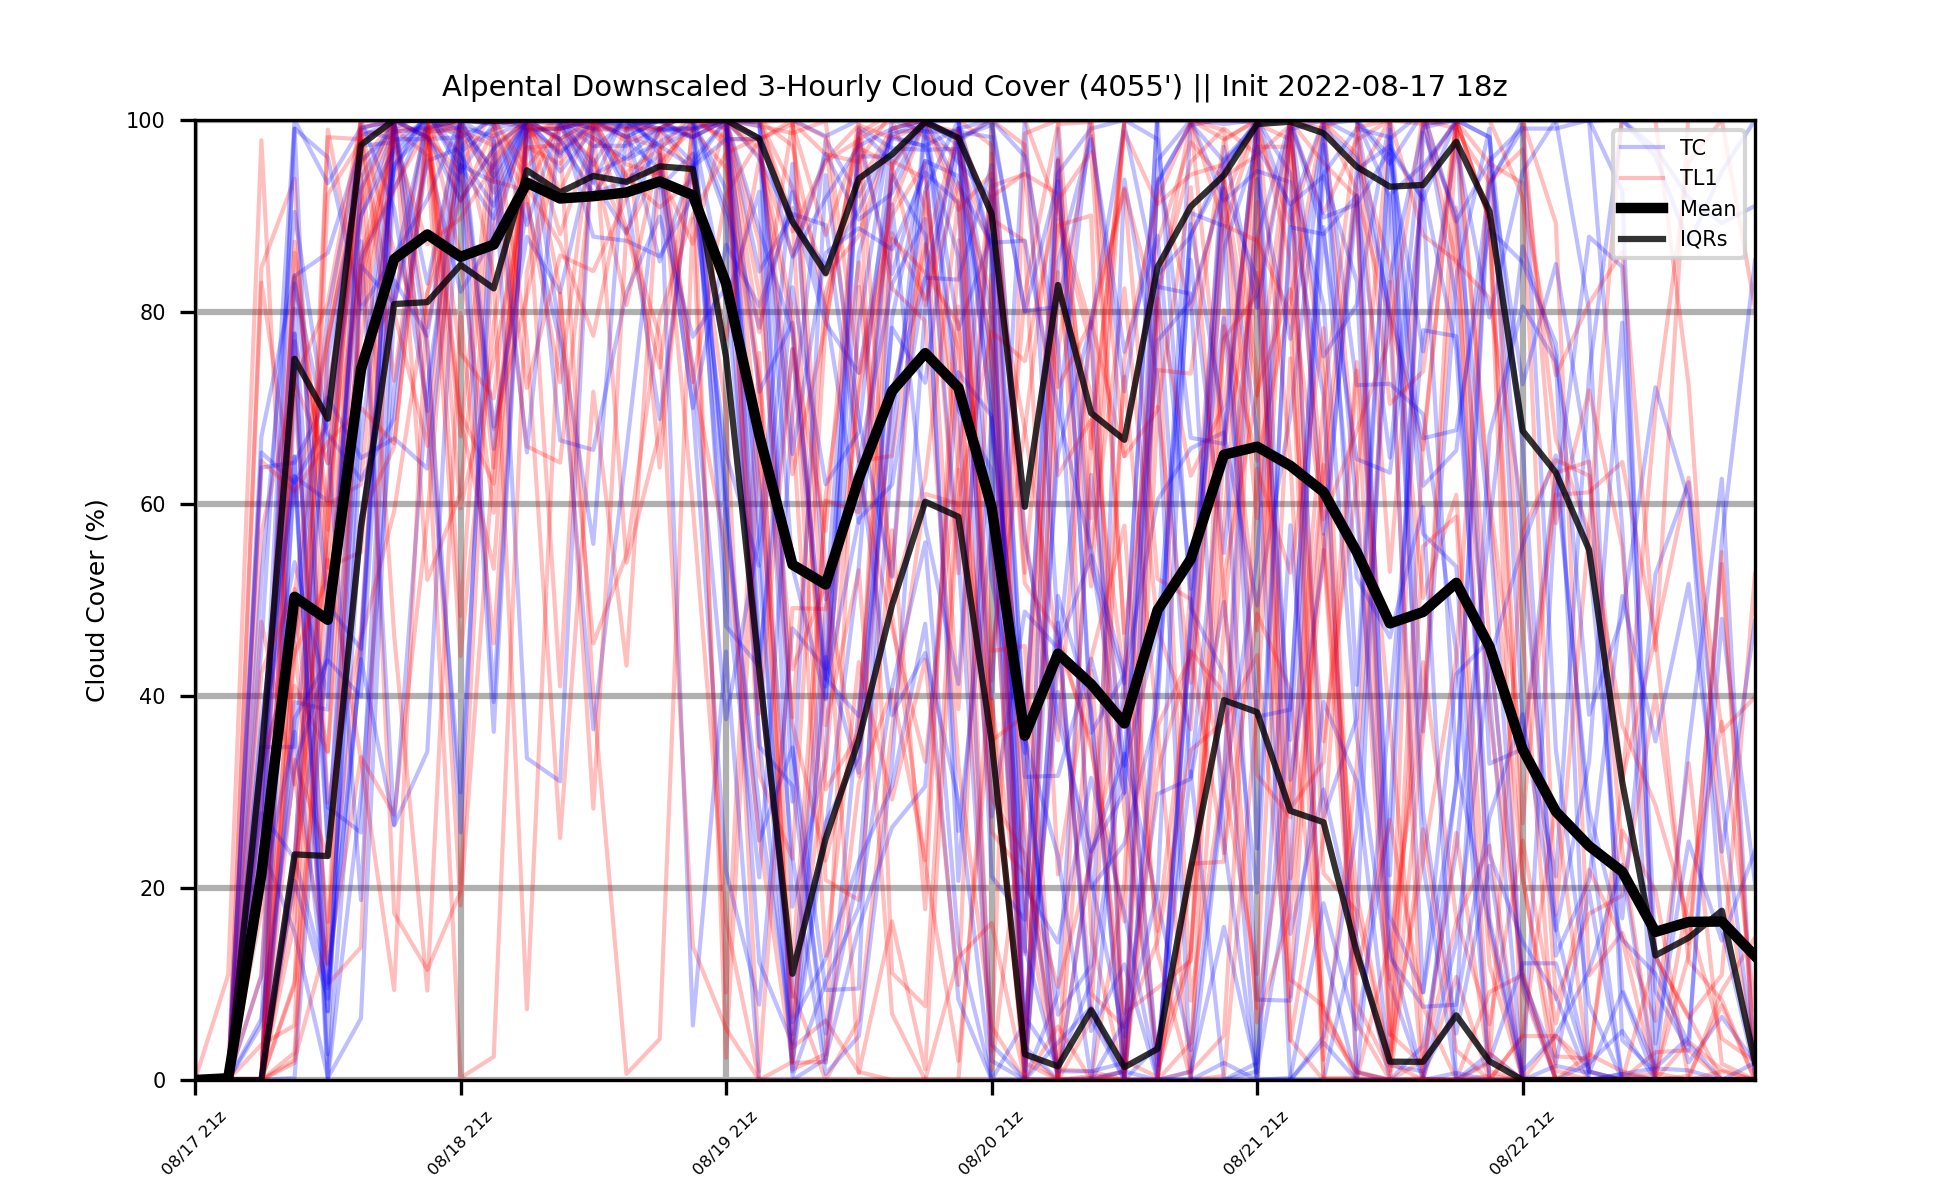 Alpental Downscaled 3-Hourly Cloud Cover (4055') || Init 2022-08-17 18z
100
80
60
40
20
0
Cloud Cover (%)
TC
TL1
Mean
IQRs
08/17 21z
08/18 21z
08/19 21z
08/20 21z
08/21 21z
08/22 21z